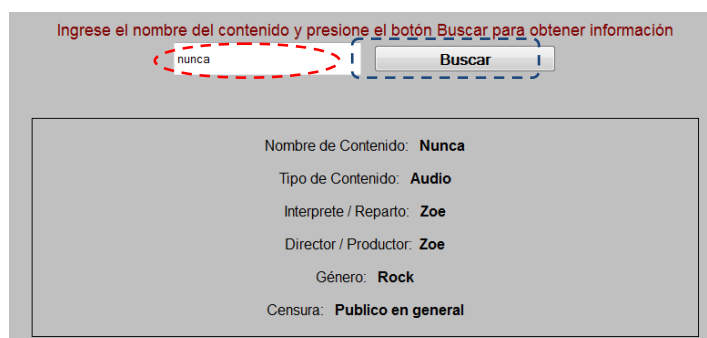 Ingrese el nombre del contenido y presione el botón Buscar para obtener información
nunca Buscar
Nombre de Contenido: Nunca
Tipo de Contenido: Audio
Interprete / Reparto: Zoe
Director / Productor: Zoe
Género: Rock
Censura: Publico en general